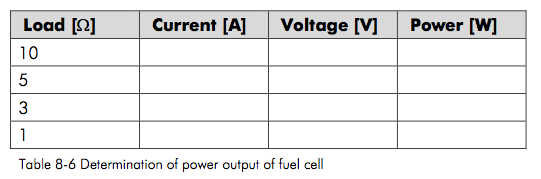 Load [Ω] Current [A] Voltage [V] Power [W]
10
5
3
1
Table 8-6 Determination of power output of fuel cell